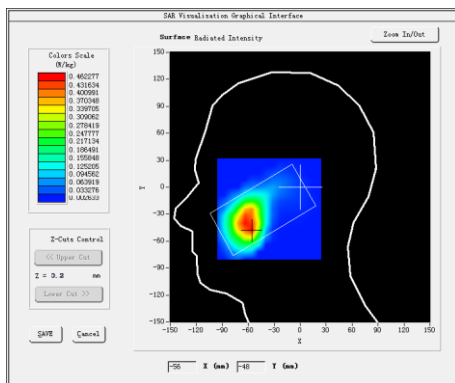 SAR Visualisation Graphical Interface
Surface Radiated Intensity
Zoom In/Out
Colors Scale
(W/kg)
0.462277
0.431634
0.400991
0.370348
0.339705
0.309062
0.278419
0.247777
0.217134
0.186491
0.155848
0.125205
0.094562
0.063919
0.033276
0.002633
Z-Cuts Control
<< Upper Cut
Z = 3.2 mm
Lower Cut >>
SAVE
Cancel
150
120
90
60
30
0
-30
-60
-90
-120
-150
Y
-150 -120 -90 -60 -30 0 30 60 90 120 150
X
-56 X (mm) -48 Y (mm)